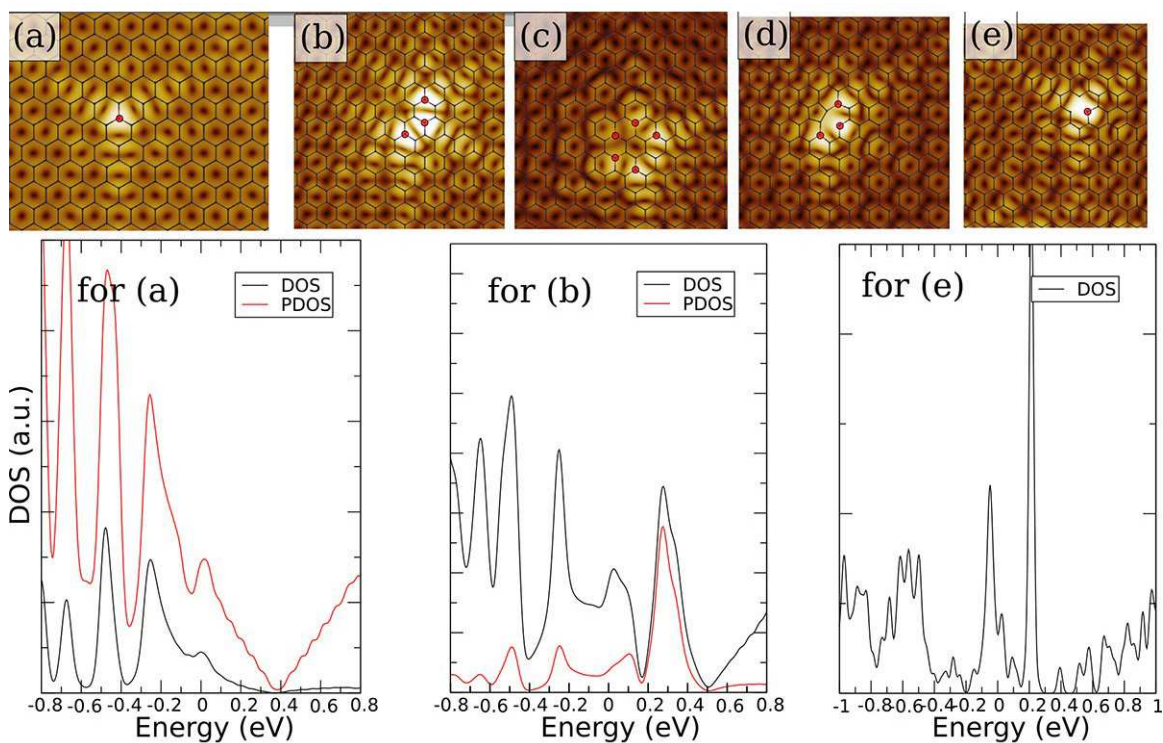 (a)
(b)
(c)
(d)
(e)
for (a)
DOS
PDOS
for (b)
DOS
PDOS
for (e)
DOS
DOS (a.u.)
-0.8 -0.6 -0.4 -0.2 0 0.2 0.4 0.6 0.8
-0.8 -0.6 -0.4 -0.2 0 0.2 0.4 0.6 0.8
-1 -0.8 -0.6 -0.4 -0.2 0 0.2 0.4 0.6 0.8 1
Energy (eV)
Energy (eV)
Energy (eV)